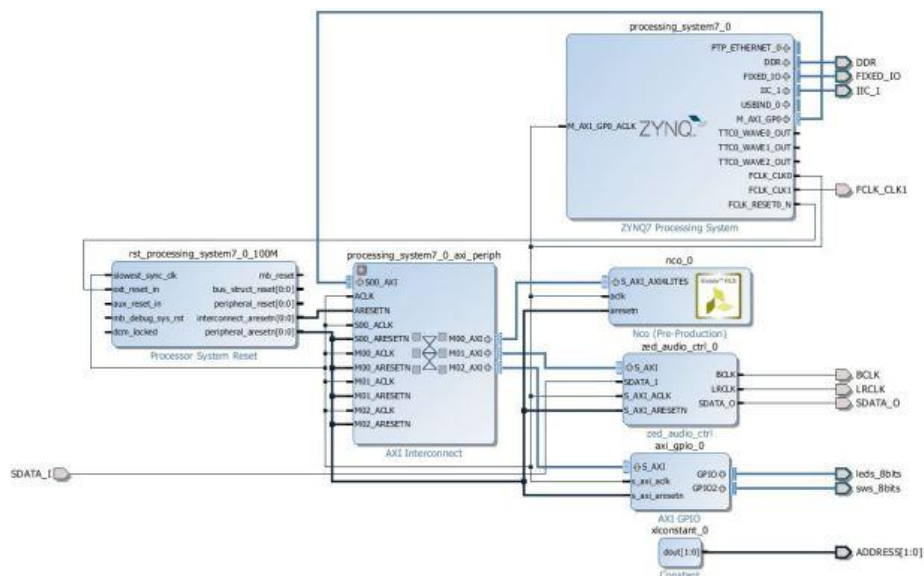 processing_system7_0
PTP_ETHERNET_0
DDR
FIXED_IO
IIC_1
USBIND_0
M_AXI_GP0
M_AXI_GP0_ACLK
ZYNQ
TTC0_WAVE0_OUT
TTC0_WAVE1_OUT
TTC0_WAVE2_OUT
FCLK_CLK0
FCLK_CLK1
FCLK_RESET0_N
ZYNQ7 Processing System
DDR
FIXED_IO
IIC_1
FCLK_CLK1
rst_processing_system7_0_100M
slowest_sync_clk
ext_reset_in
aux_reset_in
mb_debug_sys_rst
dcm_locked
mb_reset
bus_struct_reset[0:0]
peripheral_reset[0:0]
interconnect_aresetn[0:0]
peripheral_aresetn[0:0]
Processor System Reset
processing_system7_0_axi_periph
S00_AXI
ACLK
ARESETN
S00_ACLK
S00_ARESETN
M00_ACLK
M00_ARESETN
M01_ACLK
M01_ARESETN
M02_ACLK
M02_ARESETN
M00_AXI
M01_AXI
M02_AXI
AXI Interconnect
nco_0
S_AXI_AXI4LITES
aclk
aresetn
Nco (Pre-Production)
zed_audio_ctrl_0
S_AXI
SDATA_I
S_AXI_ACLK
S_AXI_ARESETN
BCLK
LRCLK
SDATA_O
zed_audio_ctrl
BCLK
LRCLK
SDATA_O
axi_gpio_0
S_AXI
s_axi_aclk
s_axi_aresetn
GPIO
GPIO2
AXI GPIO
leds_8bits
sws_8bits
SDATA_I
xlconstant_0
dout[1:0]
Constant
ADDRESS[1:0]